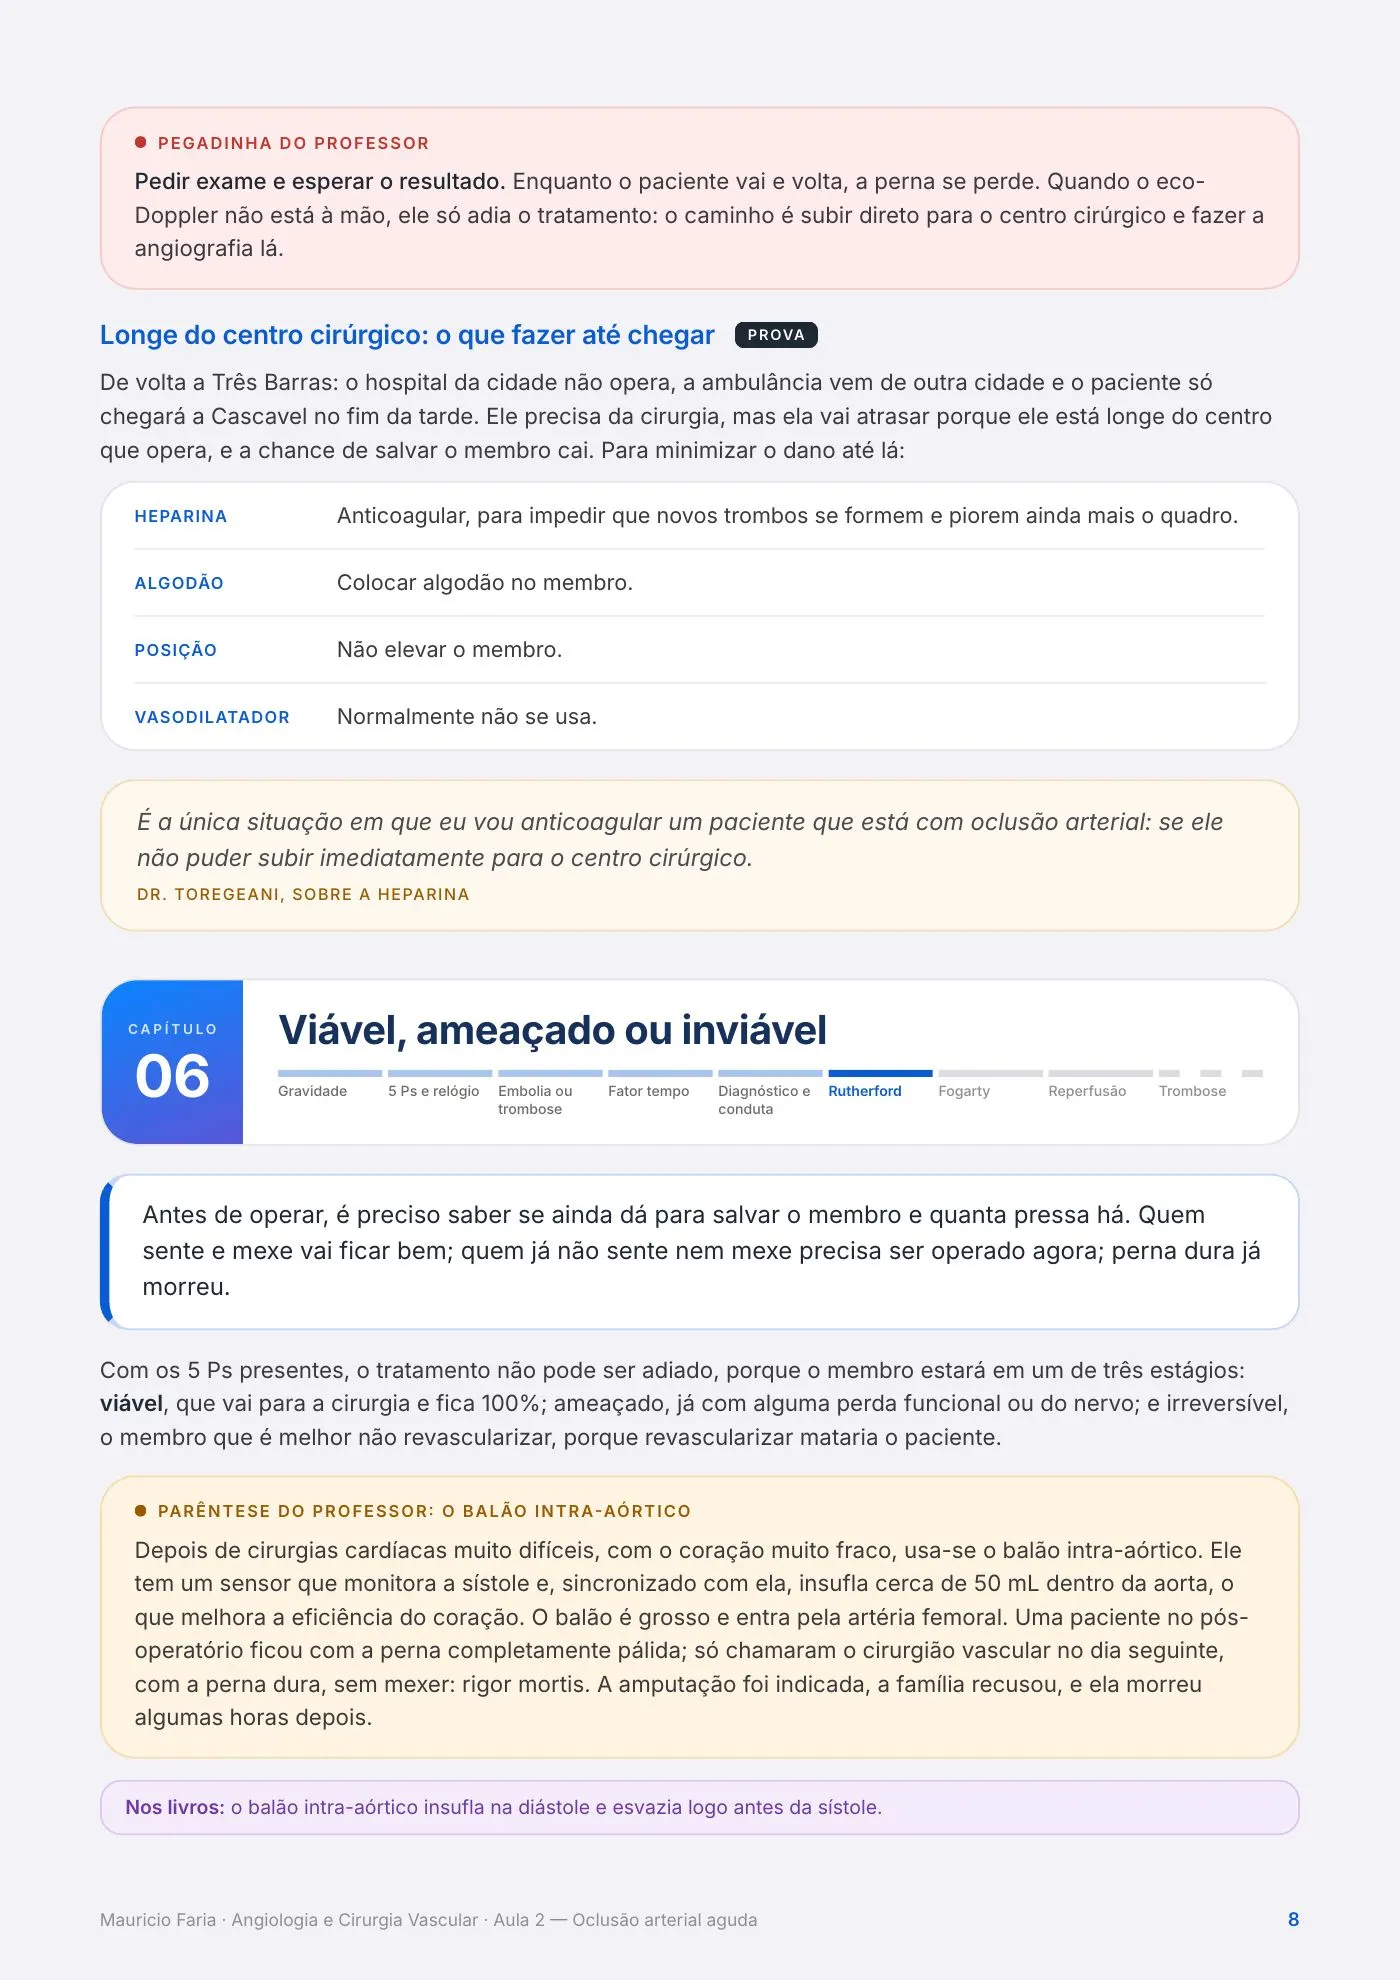 PEGADINHA DO PROFESSOR
Pedir exame e esperar o resultado. Enquanto o paciente vai e volta, a perna se perde. Quando o eco-
Doppler não está à mão, ele só adia o tratamento: o caminho é subir direto para o centro cirúrgico e fazer a
angiografia lá.
Longe do centro cirúrgico: o que fazer até chegar PROVA
De volta a Três Barras: o hospital da cidade não opera, a ambulância vem de outra cidade e o paciente só
chegará a Cascavel no fim da tarde. Ele precisa da cirurgia, mas ela vai atrasar porque ele está longe do centro
que opera, e a chance de salvar o membro cai. Para minimizar o dano até lá:
HEPARINA Anticoagular, para impedir que novos trombos se formem e piorem ainda mais o quadro.
ALGODÃO Colocar algodão no membro.
POSIÇÃO Não elevar o membro.
VASODILATADOR Normalmente não se usa.
É a única situação em que eu vou anticoagular um paciente que está com oclusão arterial: se ele
não puder subir imediatamente para o centro cirúrgico.
DR. TOREGEANI, SOBRE A HEPARINA
CAPÍTULO
06
Viável, ameaçado ou inviável
Gravidade 5 Ps e relógio Embolia ou trombose Fator tempo Diagnóstico e conduta Rutherford Fogarty Reperfusão Trombose
Antes de operar, é preciso saber se ainda dá para salvar o membro e quanta pressa há. Quem
sente e mexe vai ficar bem; quem já não sente nem mexe precisa ser operado agora; perna dura já
morreu.
Com os 5 Ps presentes, o tratamento não pode ser adiado, porque o membro estará em um de três estágios:
viável, que vai para a cirurgia e fica 100%; ameaçado, já com alguma perda funcional ou do nervo; e irreversível,
o membro que é melhor não revascularizar, porque revascularizar mataria o paciente.
PARÊNTESE DO PROFESSOR: O BALÃO INTRA-AÓRTICO
Depois de cirurgias cardíacas muito difíceis, com o coração muito fraco, usa-se o balão intra-aórtico. Ele
tem um sensor que monitora a sístole e, sincronizado com ela, insufla cerca de 50 mL dentro da aorta, o
que melhora a eficiência do coração. O balão é grosso e entra pela artéria femoral. Uma paciente no pós-
operatório ficou com a perna completamente pálida; só chamaram o cirurgião vascular no dia seguinte,
com a perna dura, sem mexer: rigor mortis. A amputação foi indicada, a família recusou, e ela morreu
algumas horas depois.
Nos livros: o balão intra-aórtico insufla na diástole e esvazia logo antes da sístole.
Mauricio Faria · Angiologia e Cirurgia Vascular · Aula 2 — Oclusão arterial aguda 8